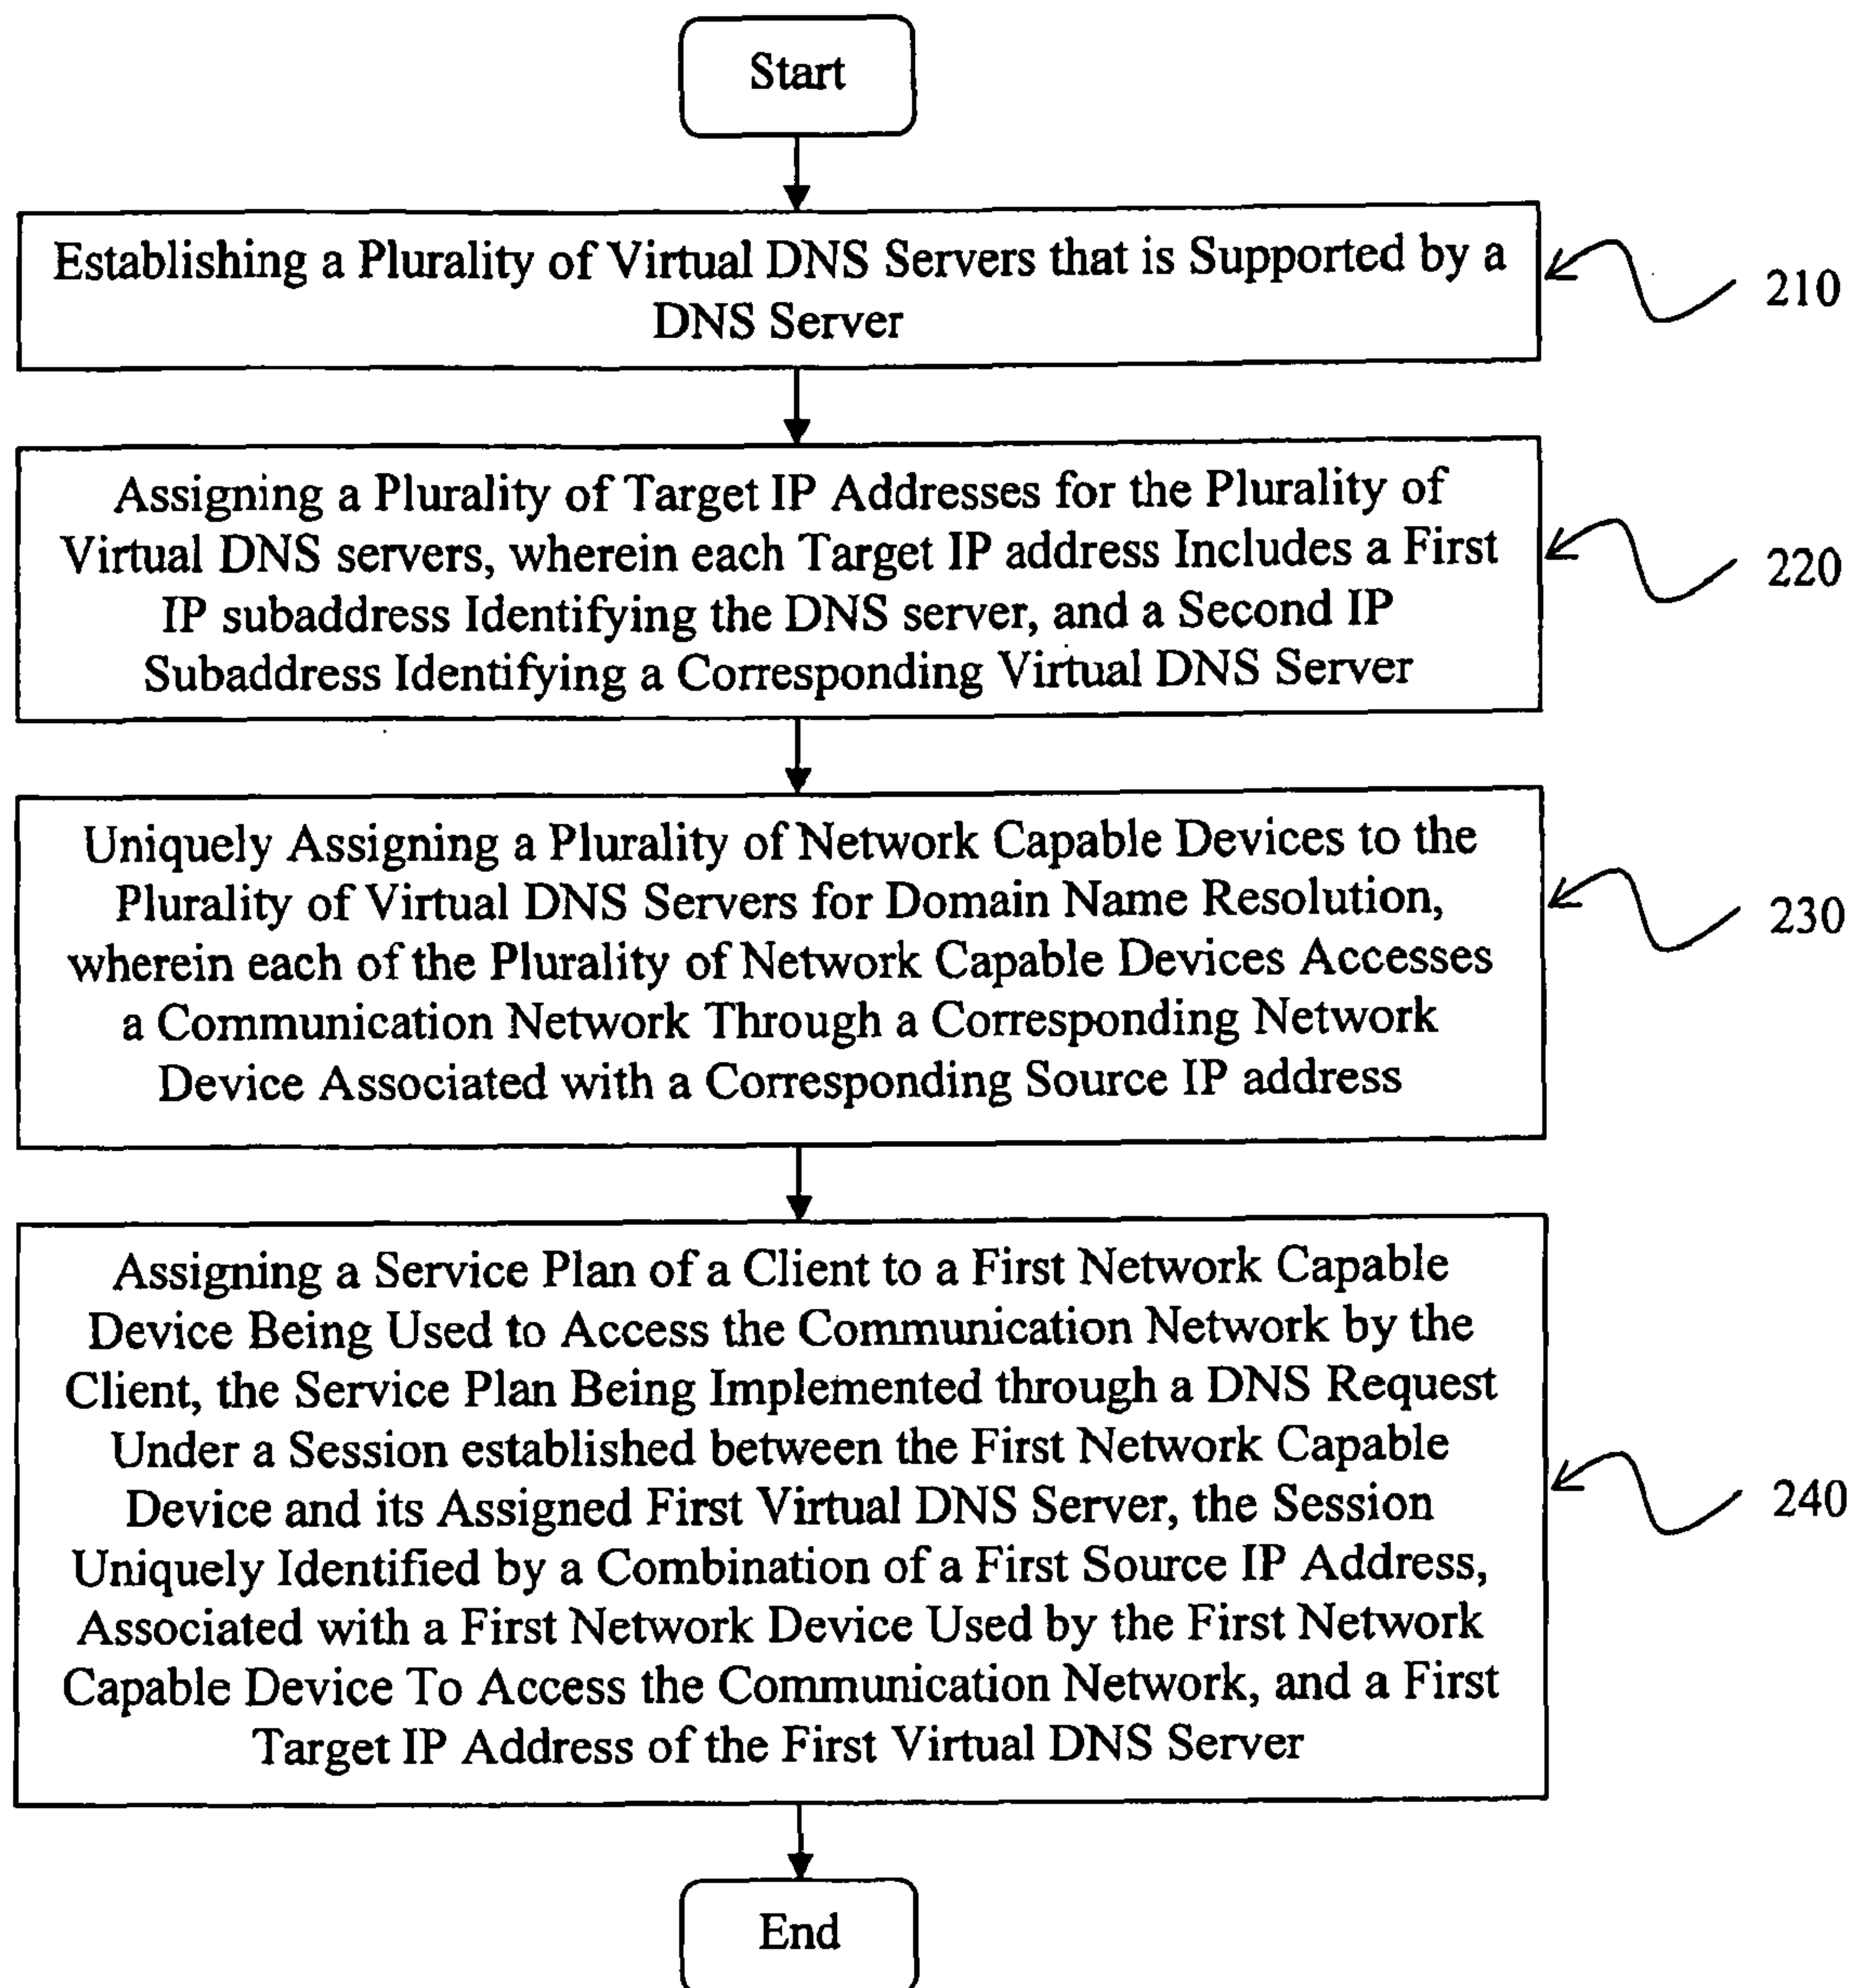 Start
Establishing a Plurality of Virtual DNS Servers that is Supported by a
DNS Server
210
Assigning a Plurality of Target IP Addresses for the Plurality of
Virtual DNS servers, wherein each Target IP address Includes a First
IP subaddress Identifying the DNS server, and a Second IP
Subaddress Identifying a Corresponding Virtual DNS Server
220
Uniquely Assigning a Plurality of Network Capable Devices to the
Plurality of Virtual DNS Servers for Domain Name Resolution,
wherein each of the Plurality of Network Capable Devices Accesses
a Communication Network Through a Corresponding Network
Device Associated with a Corresponding Source IP address
230
Assigning a Service Plan of a Client to a First Network Capable
Device Being Used to Access the Communication Network by the
Client, the Service Plan Being Implemented through a DNS Request
Under a Session established between the First Network Capable
Device and its Assigned First Virtual DNS Server, the Session
Uniquely Identified by a Combination of a First Source IP Address,
Associated with a First Network Device Used by the First Network
Capable Device To Access the Communication Network, and a First
Target IP Address of the First Virtual DNS Server
240
End